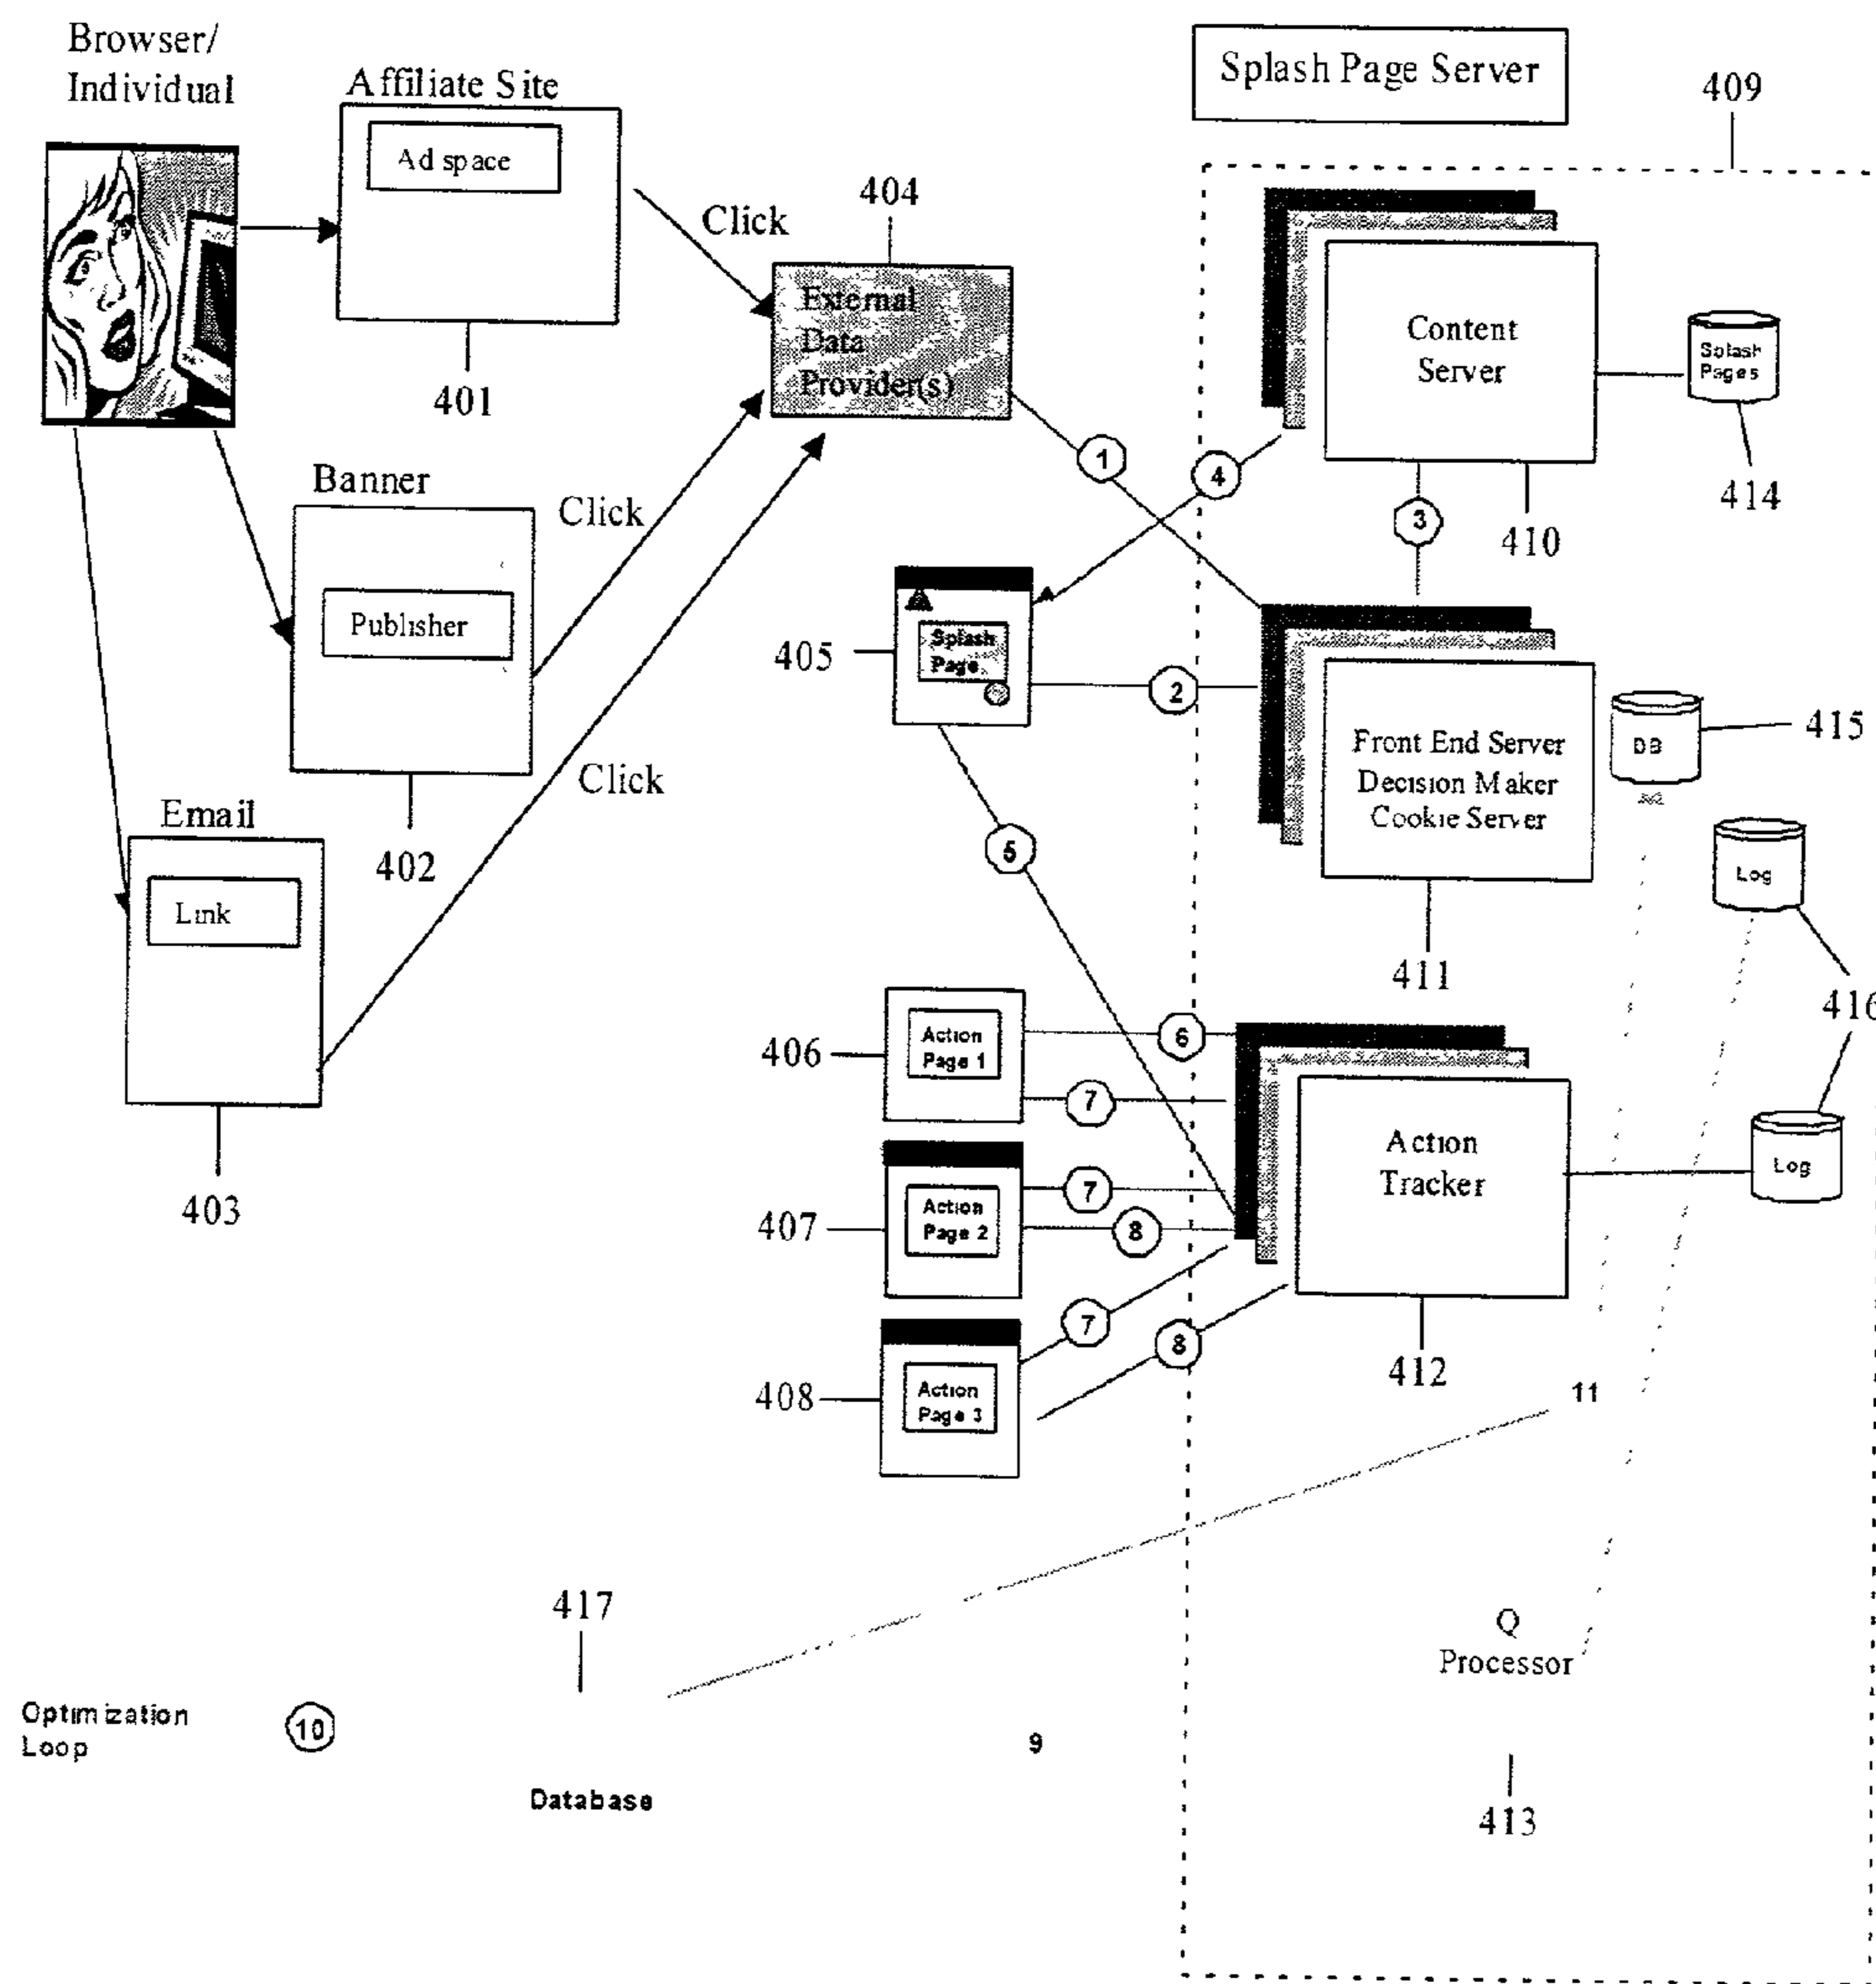 Browser/
Individual
Affiliate Site
Ad space
401
Click
404
External
Data
Provider(s)
Splash Page Server
409
Content
Server
410
Splash
Pages
414
1
4
3
Banner
Publisher
402
Click
Click
Email
Link
403
405
Splash
Page
2
Front End Server
Decision Maker
Cookie Server
411
DB
415
Log
416
5
406
Action
Page 1
6
7
407
Action
Page 2
7
8
408
Action
Page 3
7
8
Action
Tracker
412
Log
11
417
Q
Processor
413
Optimization
Loop
10
9
Database